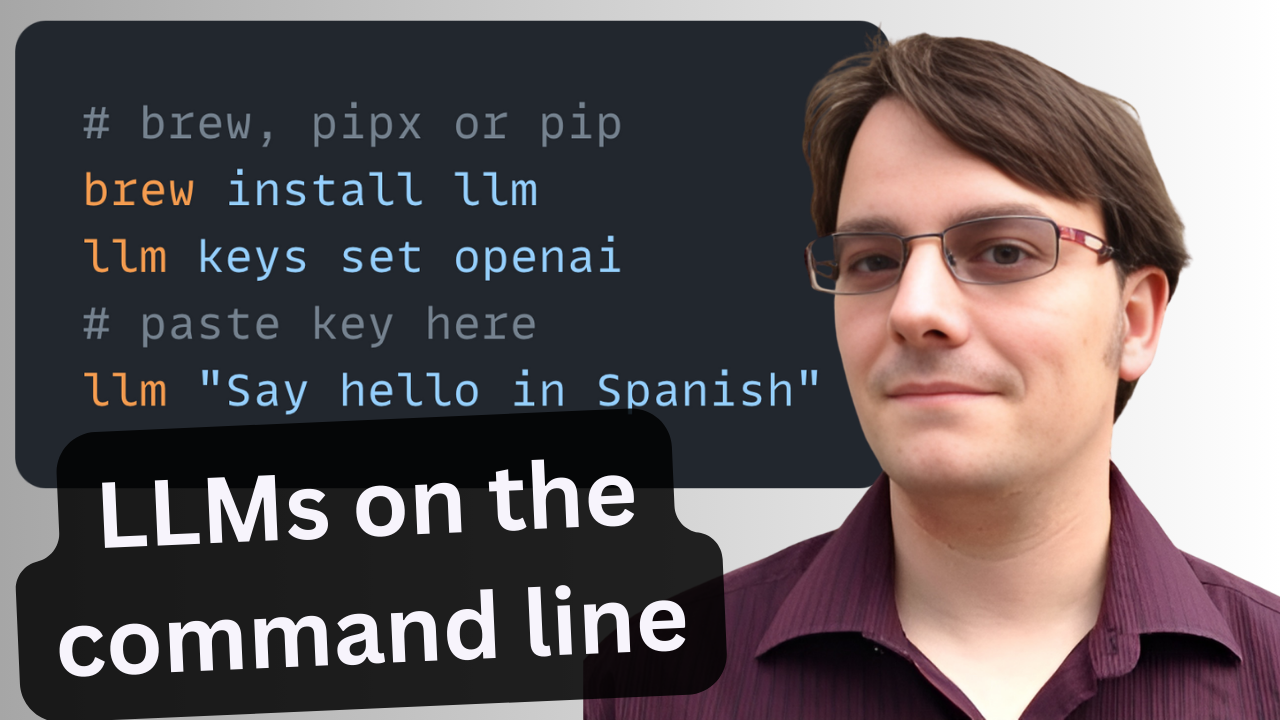 # brew, pipx or pip
brew install llm
llm keys set openai
# paste key here
llm "Say hello in Spanish"
LLMs on the
command line